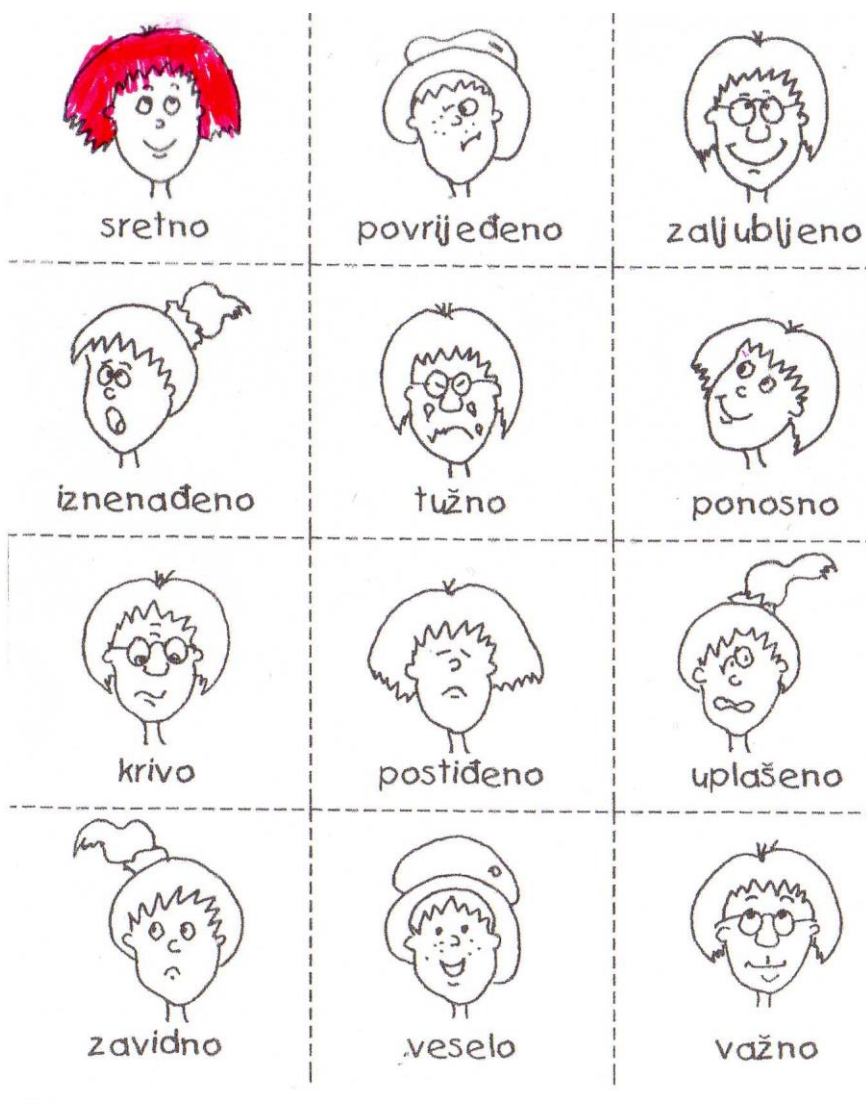 sretno povrijeđeno zaljubljeno
iznenađeno tužno ponosno
krivo postiđeno uplašeno
zavidno veselo važno